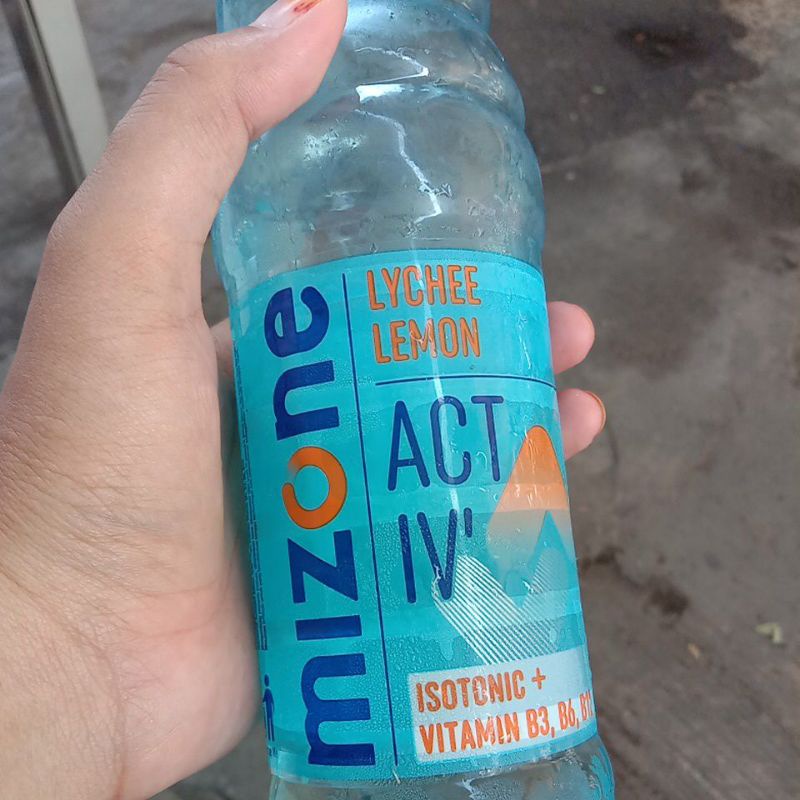 mizone
LYCHEE
LEMON
ACT
IV'
ISOTONIC +
VITAMIN B3, B6,